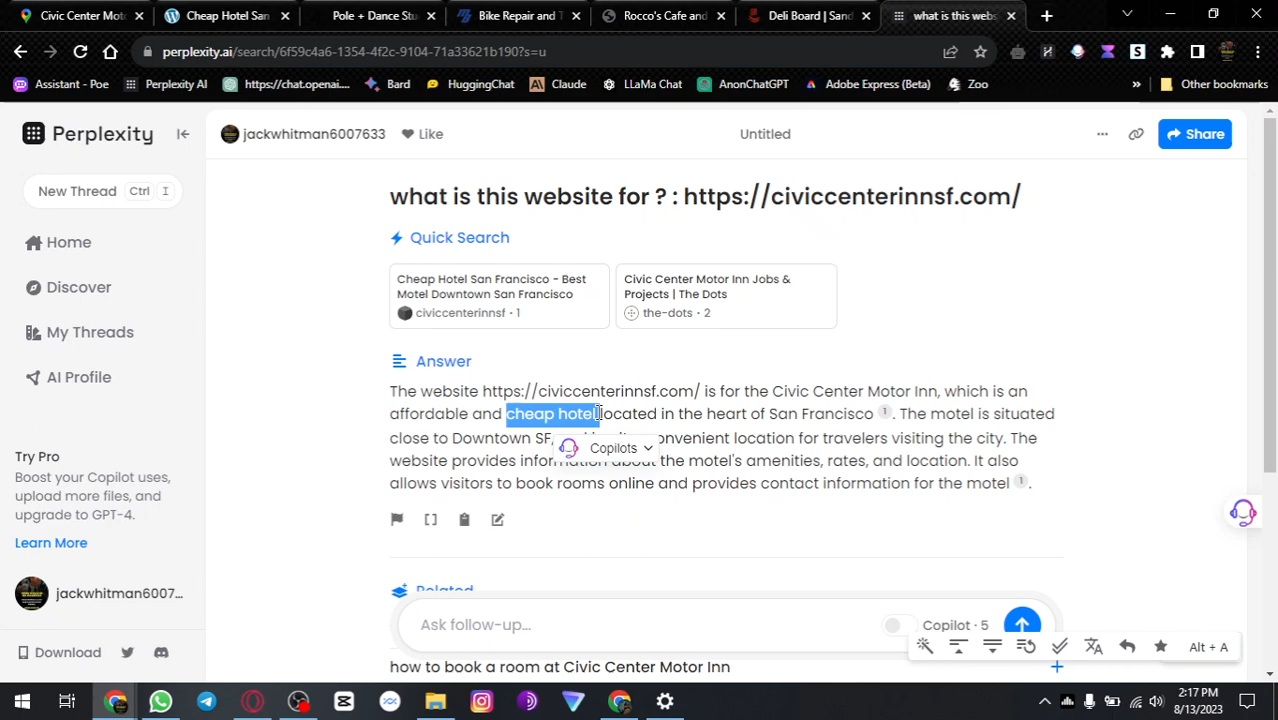 Civic Center Mot
Cheap Hotel San
Pole + Dance Stu
Bike Repair and T
Rocco's Cafe and
Deli Board | Sand
what is this webs
perplexity.ai/search/6f59c4a6-1354-4f2c-9104-71a33621b190?s=u
Assistant - Poe
Perplexity AI
https://chat.openai....
Bard
HuggingChat
Claude
LLaMa Chat
AnonChatGPT
Adobe Express (Beta)
Zoo
Other bookmarks
Perplexity
jackwhitman6007633
Like
Untitled
Share
New Thread Ctrl I
Home
Discover
My Threads
AI Profile
what is this website for ? : https://civiccenterinnsf.com/
Quick Search
Cheap Hotel San Francisco - Best
Motel Downtown San Francisco
civiccenterinnsf · 1
Civic Center Motor Inn Jobs &
Projects | The Dots
the-dots · 2
Answer
The website https://civiccenterinnsf.com/ is for the Civic Center Motor Inn, which is an
affordable and cheap hotel located in the heart of San Francisco 1 . The motel is situated
close to Downtown SF, convenient location for travelers visiting the city. The
Copilots
website provides information about the motel's amenities, rates, and location. It also
allows visitors to book rooms online and provides contact information for the motel 1 .
Try Pro
Boost your Copilot uses,
upload more files, and
upgrade to GPT-4.
Learn More
jackwhitman6007...
Download
Related
Ask follow-up...
Copilot · 5
Alt + A
how to book a room at Civic Center Motor Inn
2:17 PM
8/13/2023